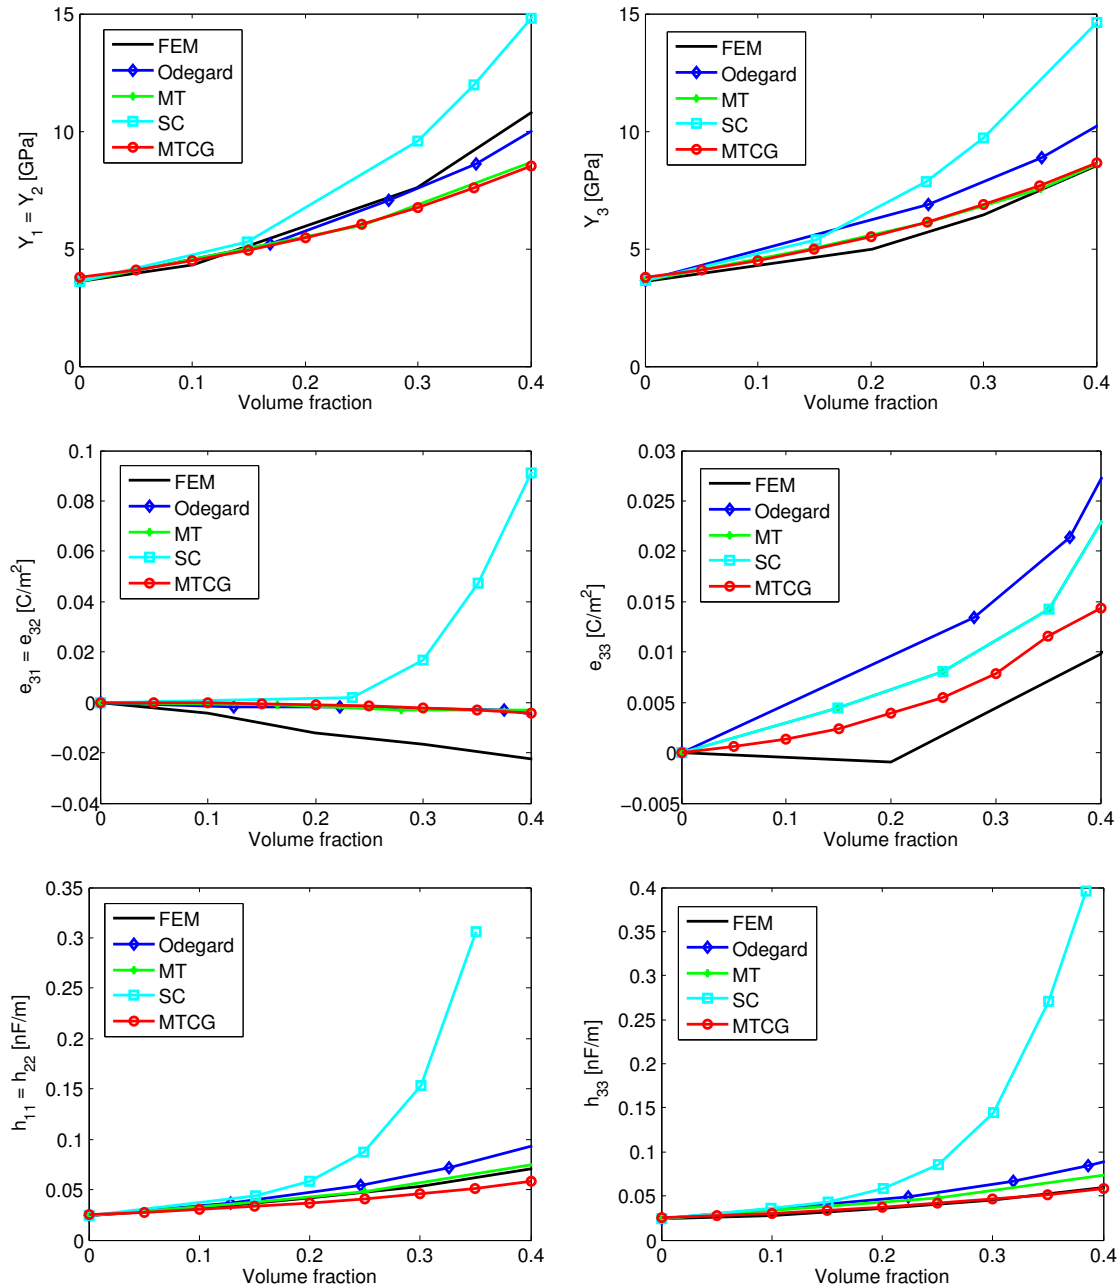 15
10
5
0
Y1 = Y2 [GPa]
FEM
Odegard
MT
SC
MTCG
0 0.1 0.2 0.3 0.4
Volume fraction
15
10
5
0
Y3 [GPa]
FEM
Odegard
MT
SC
MTCG
0 0.1 0.2 0.3 0.4
Volume fraction
0.1
0.08
0.06
0.04
0.02
0
−0.02
−0.04
e31 = e32 [C/m²]
FEM
Odegard
MT
SC
MTCG
0 0.1 0.2 0.3 0.4
Volume fraction
0.03
0.025
0.02
0.015
0.01
0.005
0
−0.005
e33 [C/m²]
FEM
Odegard
MT
SC
MTCG
0 0.1 0.2 0.3 0.4
Volume fraction
0.35
0.3
0.25
0.2
0.15
0.1
0.05
0
h11 = h22 [nF/m]
FEM
Odegard
MT
SC
MTCG
0 0.1 0.2 0.3 0.4
Volume fraction
0.4
0.35
0.3
0.25
0.2
0.15
0.1
0.05
0
h33 [nF/m]
FEM
Odegard
MT
SC
MTCG
0 0.1 0.2 0.3 0.4
Volume fraction